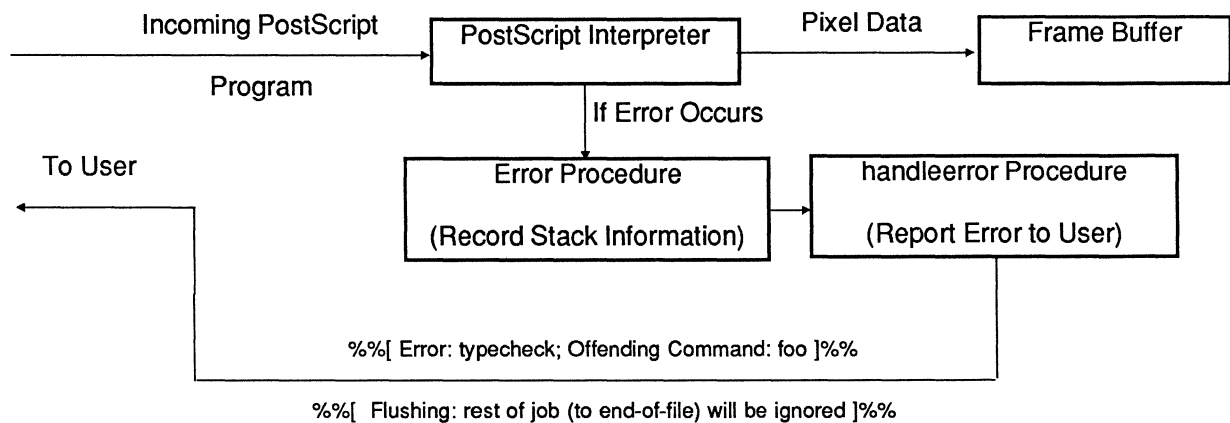 Incoming PostScript
Program
PostScript Interpreter
Pixel Data
Frame Buffer
If Error Occurs
To User
Error Procedure
(Record Stack Information)
handleerror Procedure
(Report Error to User)
%%[ Error: typecheck; Offending Command: foo ]%%
%%[ Flushing: rest of job (to end-of-file) will be ignored ]%%